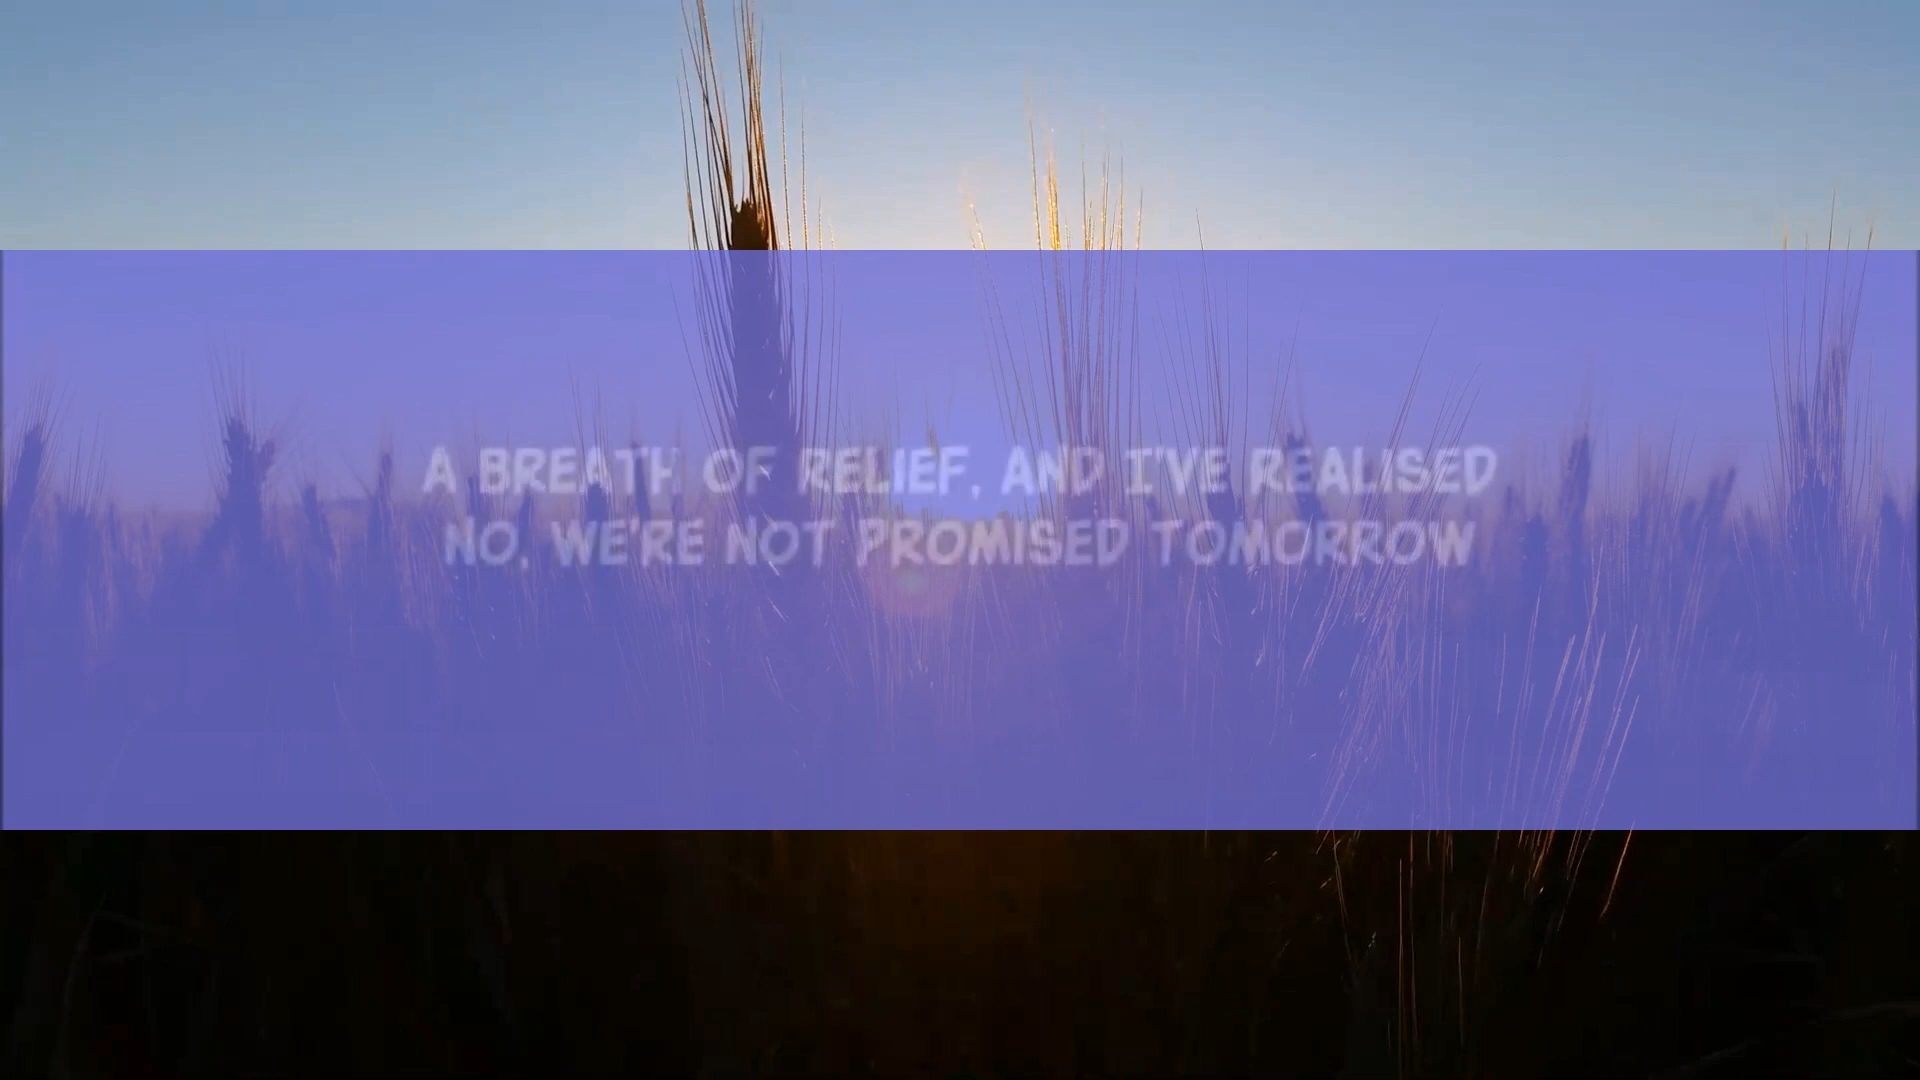 A BREATH OF RELIEF, AND I'VE REALISED
NO, WE'RE NOT PROMISED TOMORROW